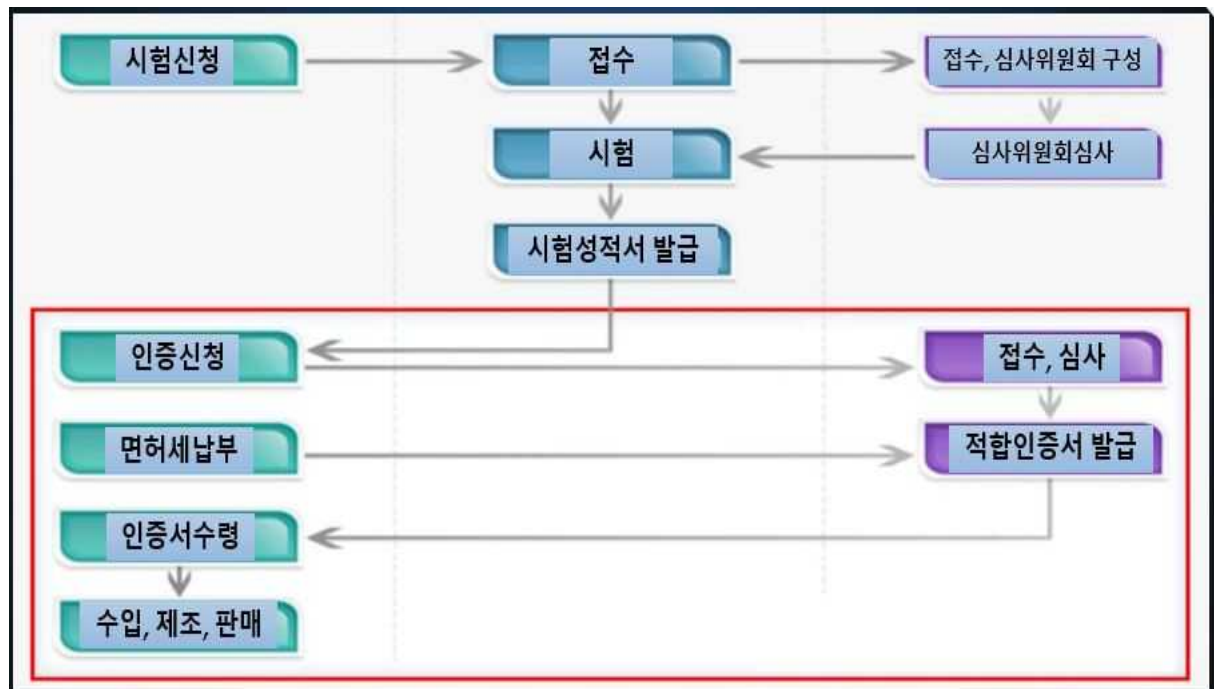 시험신청
접수
접수, 심사위원회 구성
시험
심사위원회심사
시험성적서 발급
인증신청
접수, 심사
면허세납부
적합인증서 발급
인증서수령
수입, 제조, 판매